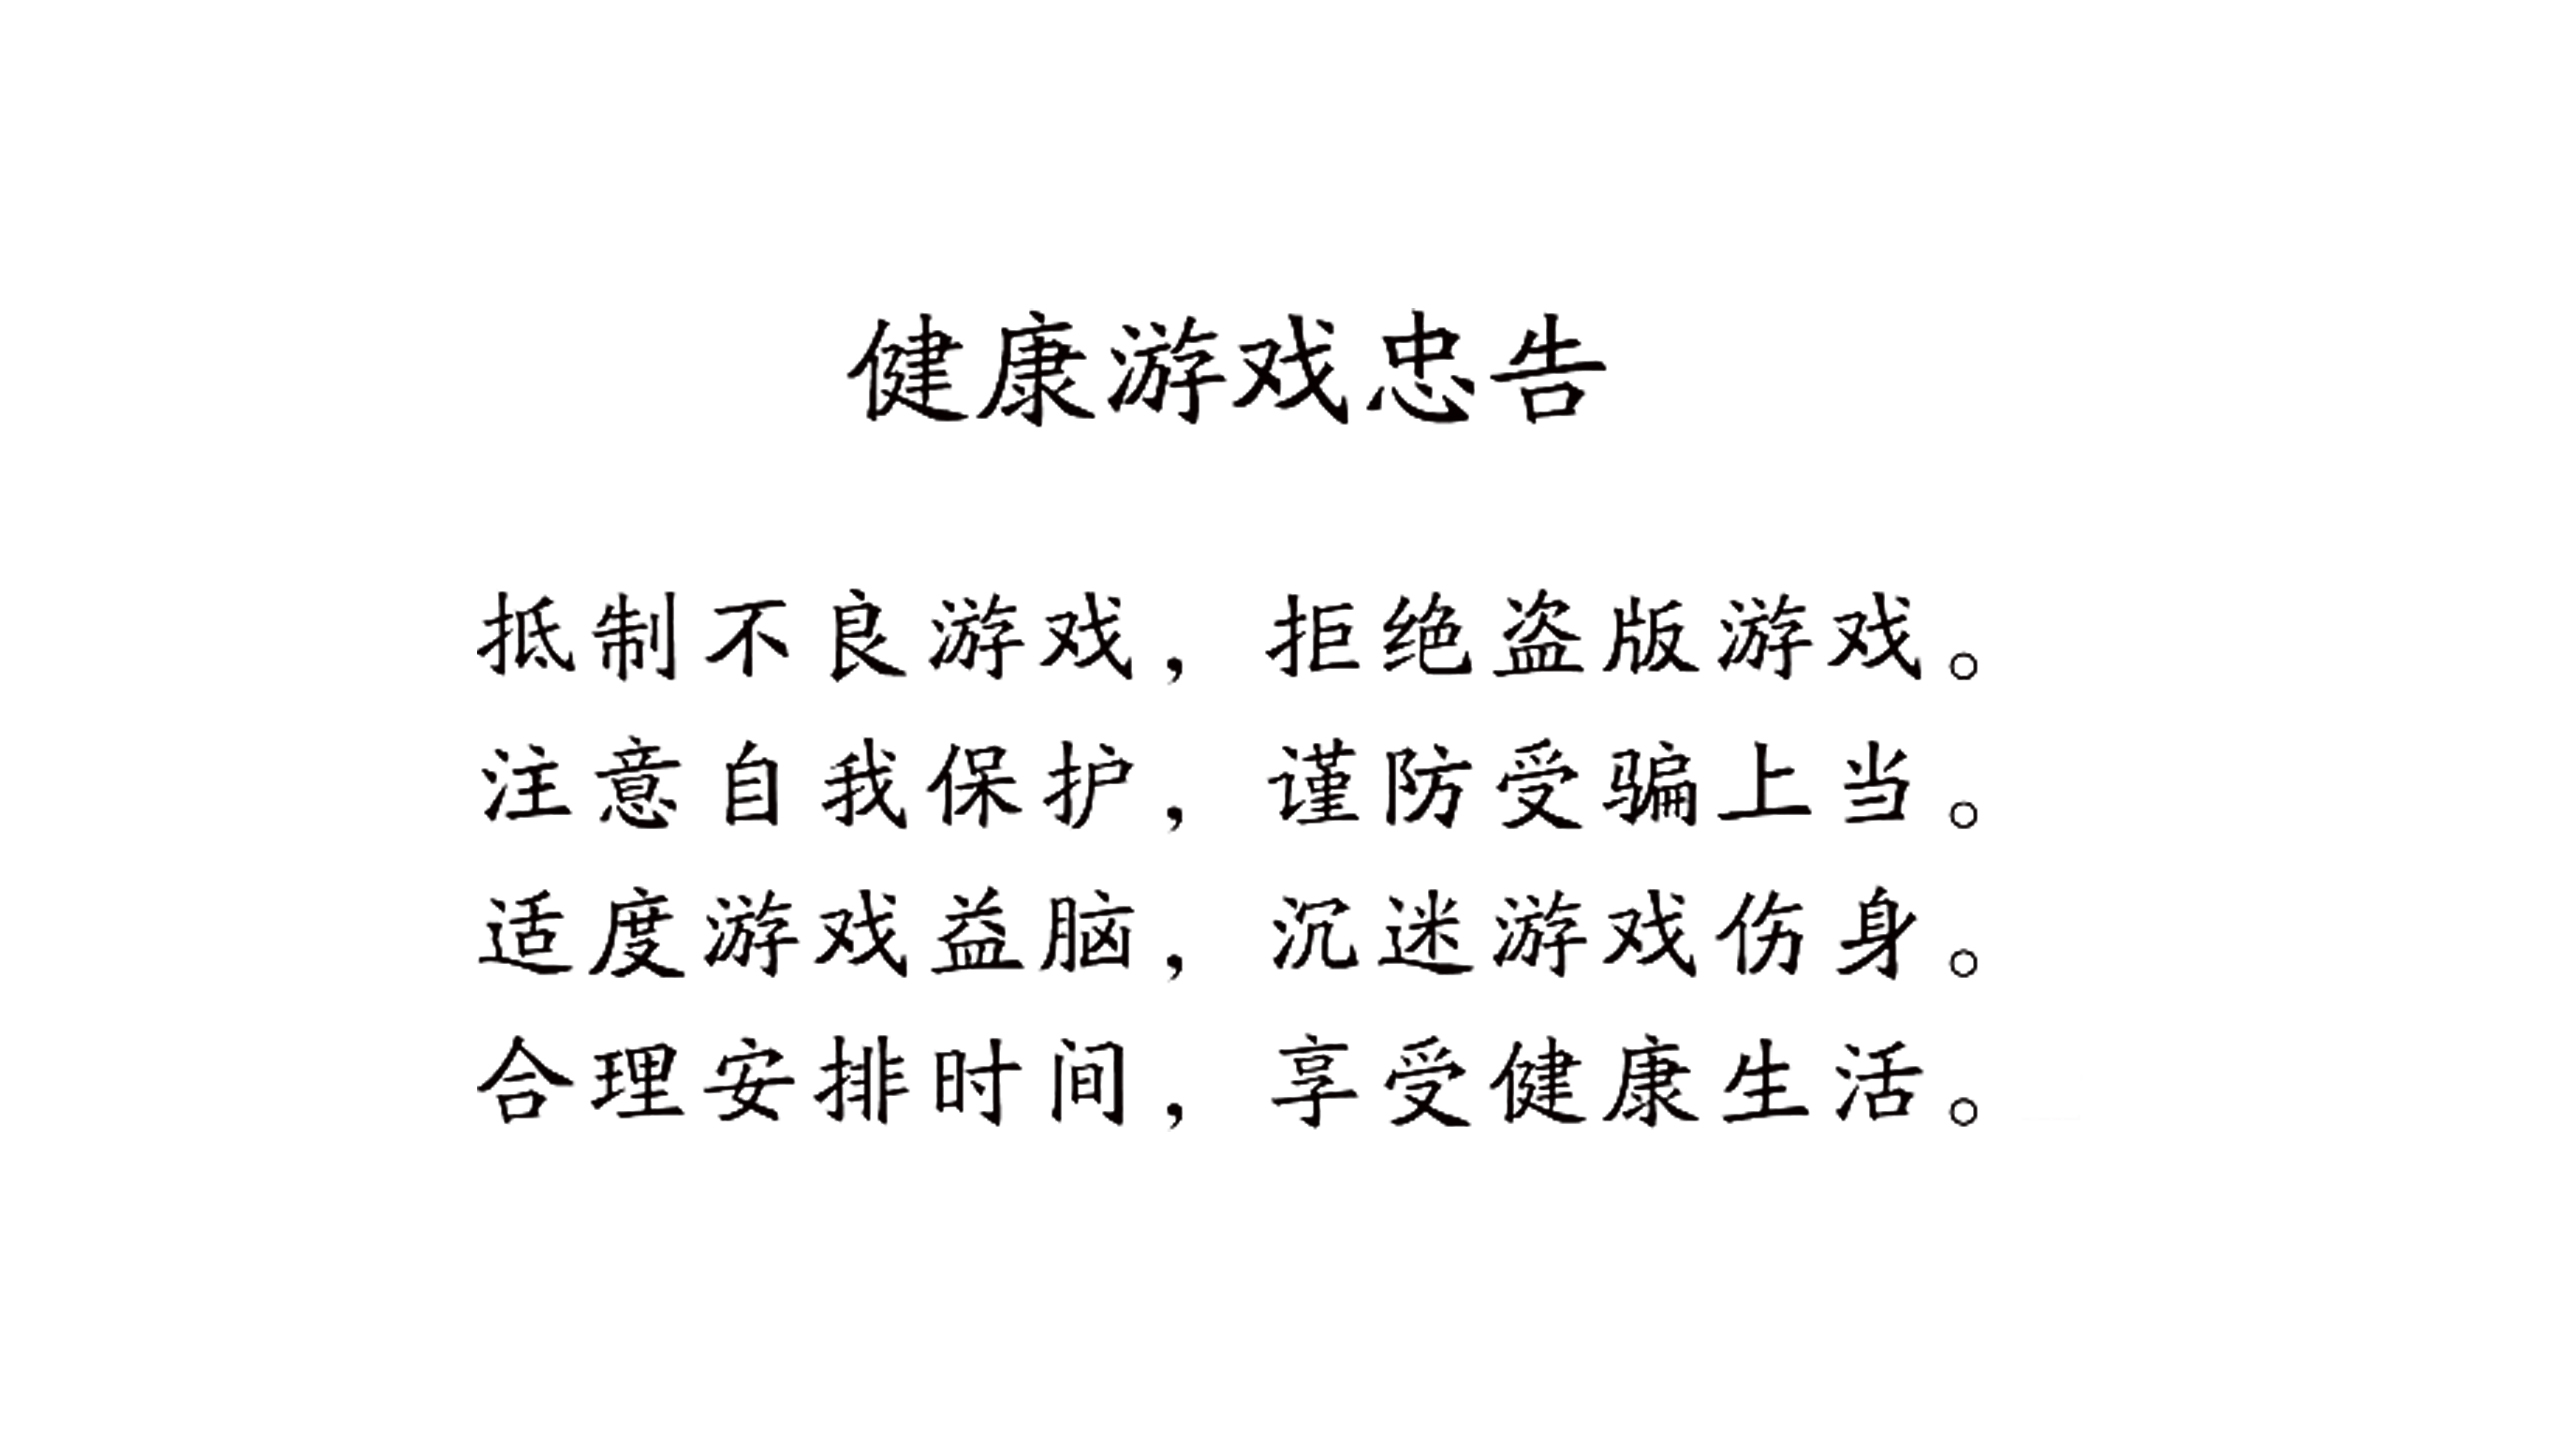 健康游戏忠告
抵制不良游戏，拒绝盗版游戏。
注意自我保护，谨防受骗上当。
适度游戏益脑，沉迷游戏伤身。
合理安排时间，享受健康生活。